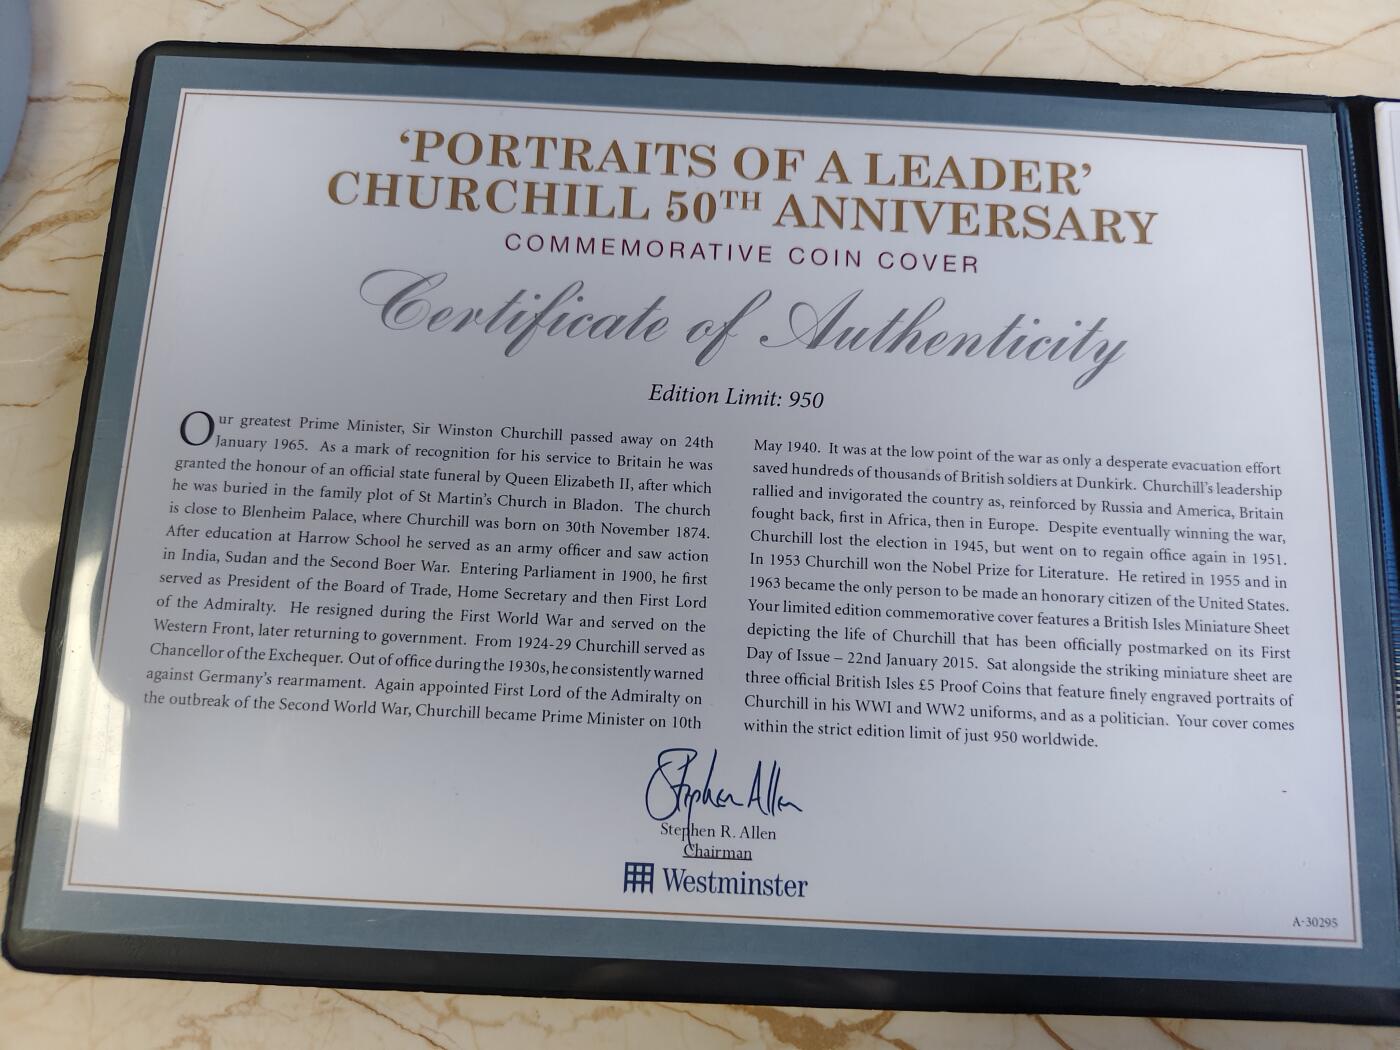 ‘PORTRAITS OF A LEADER’
CHURCHILL 50TH ANNIVERSARY
COMMEMORATIVE COIN COVER
Certificate of Authenticity
Edition Limit: 950
Our greatest Prime Minister, Sir Winston Churchill passed away on 24th
January 1965. As a mark of recognition for his service to Britain he was
granted the honour of an official state funeral by Queen Elizabeth II, after which
he was buried in the family plot of St Martin’s Church in Bladon. The church
is close to Blenheim Palace, where Churchill was born on 30th November 1874.
After education at Harrow School he served as an army officer and saw action
in India, Sudan and the Second Boer War. Entering Parliament in 1900, he first
served as President of the Board of Trade, Home Secretary and then First Lord
of the Admiralty. He resigned during the First World War and served on the
Western Front, later returning to government. From 1924-29 Churchill served as
Chancellor of the Exchequer. Out of office during the 1930s, he consistently warned
against Germany’s rearmament. Again appointed First Lord of the Admiralty on
the outbreak of the Second World War, Churchill became Prime Minister on 10th
May 1940. It was at the low point of the war as only a desperate evacuation effort
saved hundreds of thousands of British soldiers at Dunkirk. Churchill’s leadership
rallied and invigorated the country as, reinforced by Russia and America, Britain
fought back, first in Africa, then in Europe. Despite eventually winning the war,
Churchill lost the election in 1945, but went on to regain office again in 1951.
In 1953 Churchill won the Nobel Prize for Literature. He retired in 1955 and in
1963 became the only person to be made an honorary citizen of the United States.
Your limited edition commemorative cover features a British Isles Miniature Sheet
depicting the life of Churchill that has been officially postmarked on its First
Day of Issue – 22nd January 2015. Sat alongside the striking miniature sheet are
three official British Isles £5 Proof Coins that feature finely engraved portraits of
Churchill in his WWI and WW2 uniforms, and as a politician. Your cover comes
within the strict edition limit of just 950 worldwide.
Stephen Allen
Stephen R. Allen
Chairman
Westminster
A-30295